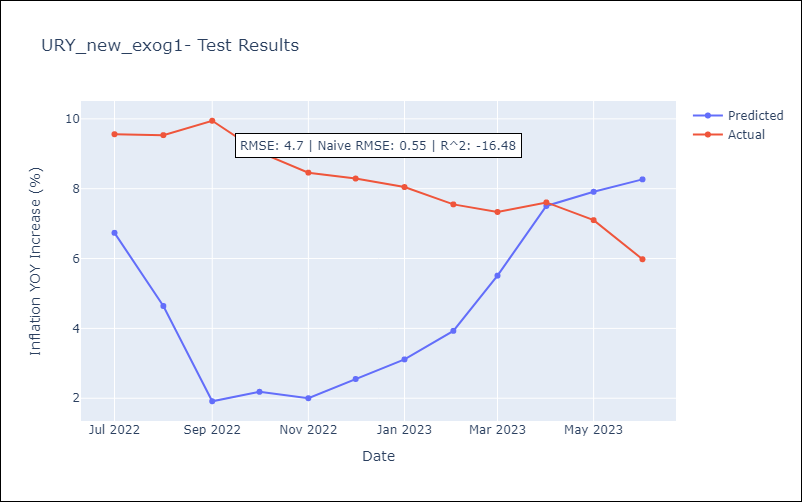 URY_new_exog1- Test Results
Predicted
Actual
RMSE: 4.7 | Naive RMSE: 0.55 | R^2: -16.48
Inflation YOY Increase (%)
10
8
6
4
2
Jul 2022
Sep 2022
Nov 2022
Jan 2023
Mar 2023
May 2023
Date